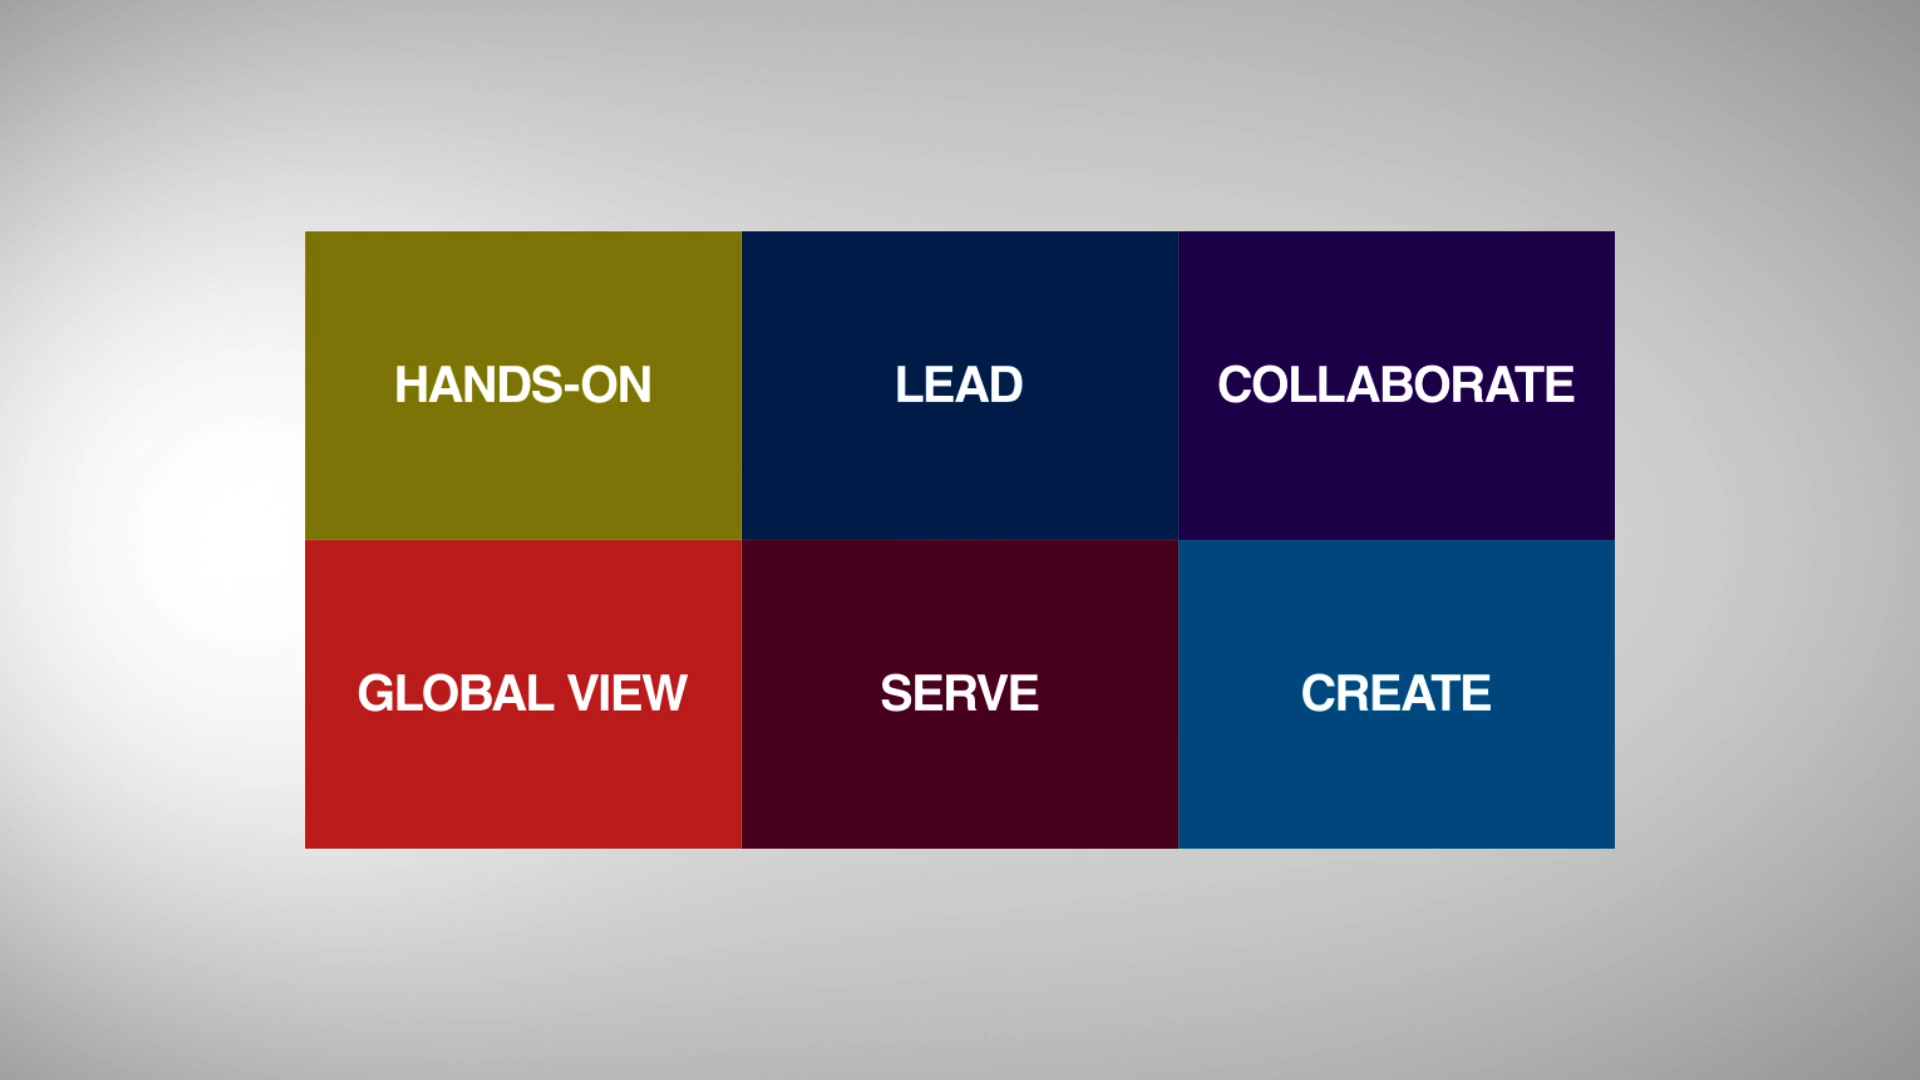 HANDS-ON
LEAD
COLLABORATE
GLOBAL VIEW
SERVE
CREATE